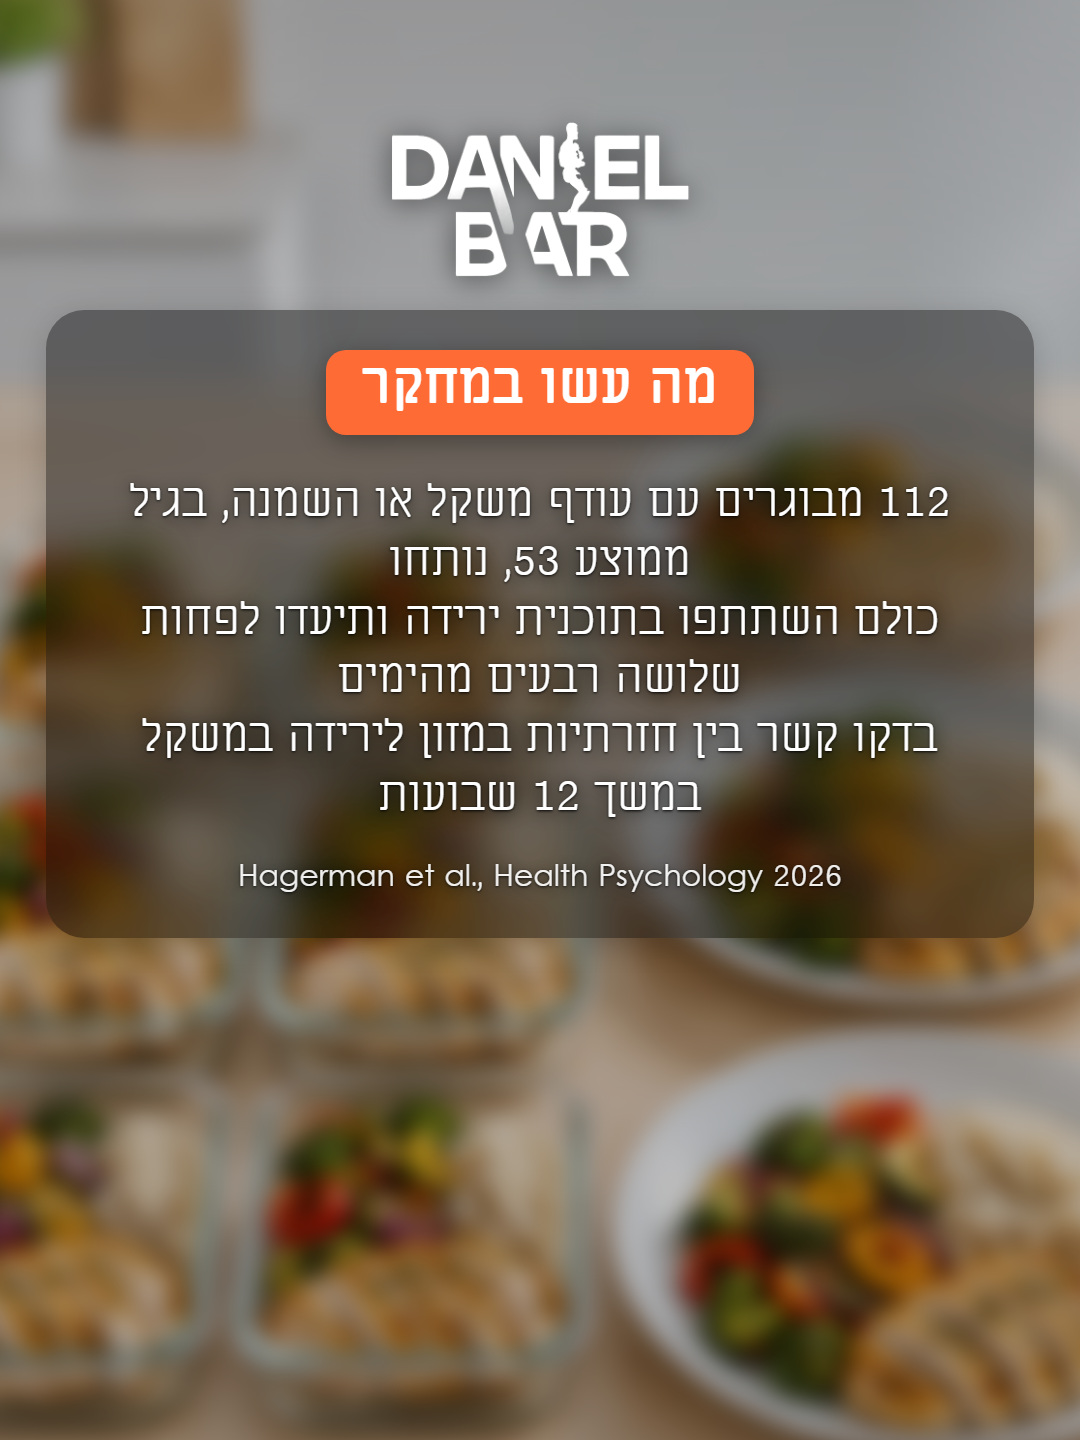 DANIEL
BAR
מה עשו במחקר
112 מבוגרים עם עודף משקל או השמנה, בגיל
ממוצע 53, נותחו
כולם השתתפו בתוכנית ירידה ותיעדו לפחות
שלושה רבעים מהימים
בדקו קשר בין חזרתיות במזון לירידה במשקל
במשך 12 שבועות
Hagerman et al., Health Psychology 2026